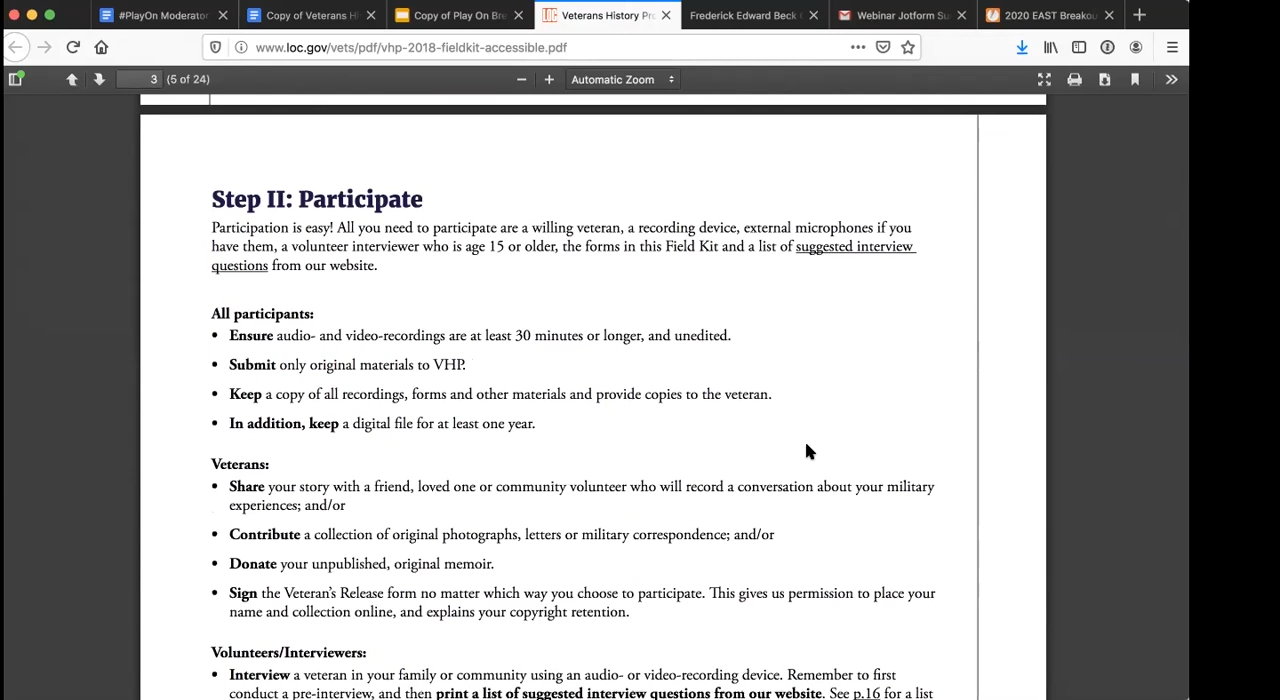 #PlayOn Moderator
Copy of Veterans Hi
Copy of Play On Bre
Veterans History Pro
Frederick Edward Beck C
Webinar Jotform Su
2020 EAST Breakou
www.loc.gov/vets/pdf/vhp-2018-fieldkit-accessible.pdf
3 (5 of 24)
Automatic Zoom
Step II: Participate
Participation is easy! All you need to participate are a willing veteran, a recording device, external microphones if you
have them, a volunteer interviewer who is age 15 or older, the forms in this Field Kit and a list of suggested interview
questions from our website.
All participants:
• Ensure audio- and video-recordings are at least 30 minutes or longer, and unedited.
• Submit only original materials to VHP.
• Keep a copy of all recordings, forms and other materials and provide copies to the veteran.
• In addition, keep a digital file for at least one year.
Veterans:
• Share your story with a friend, loved one or community volunteer who will record a conversation about your military
experiences; and/or
• Contribute a collection of original photographs, letters or military correspondence; and/or
• Donate your unpublished, original memoir.
• Sign the Veteran's Release form no matter which way you choose to participate. This gives us permission to place your
name and collection online, and explains your copyright retention.
Volunteers/Interviewers:
• Interview a veteran in your family or community using an audio- or video-recording device. Remember to first
conduct a pre-interview, and then print a list of suggested interview questions from our website. See p.16 for a list